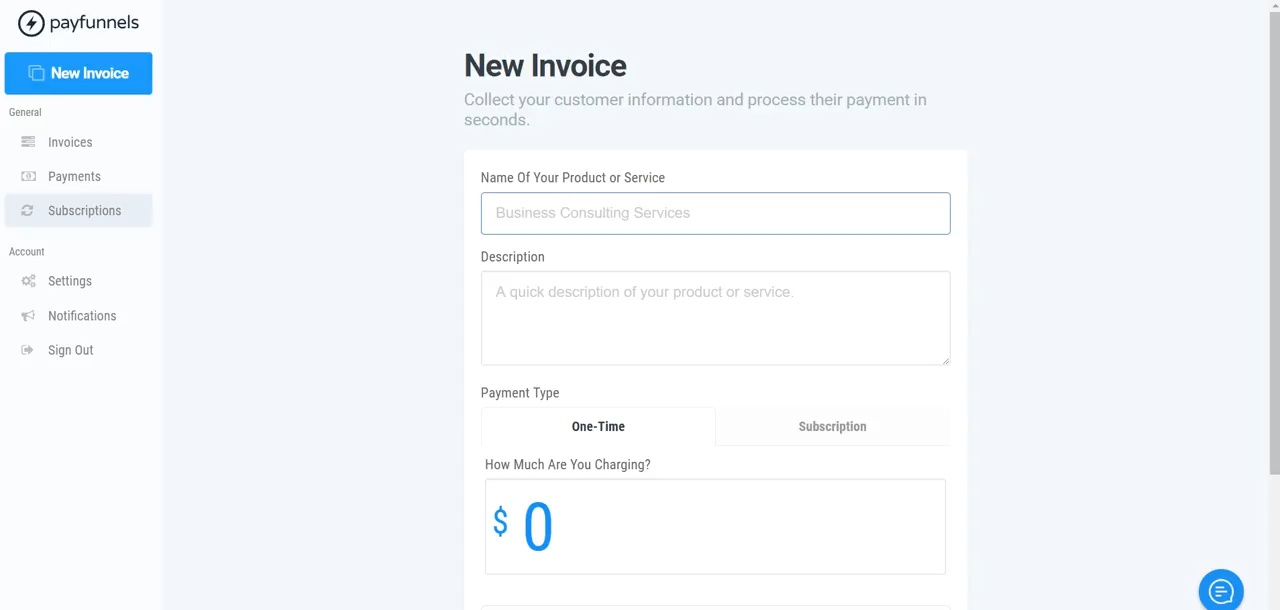 payfunnels
New Invoice
General
Invoices
Payments
Subscriptions
Account
Settings
Notifications
Sign Out
New Invoice
Collect your customer information and process their payment in
seconds.
Name Of Your Product or Service
Business Consulting Services
Description
A quick description of your product or service.
Payment Type
One-Time
Subscription
How Much Are You Charging?
$ 0